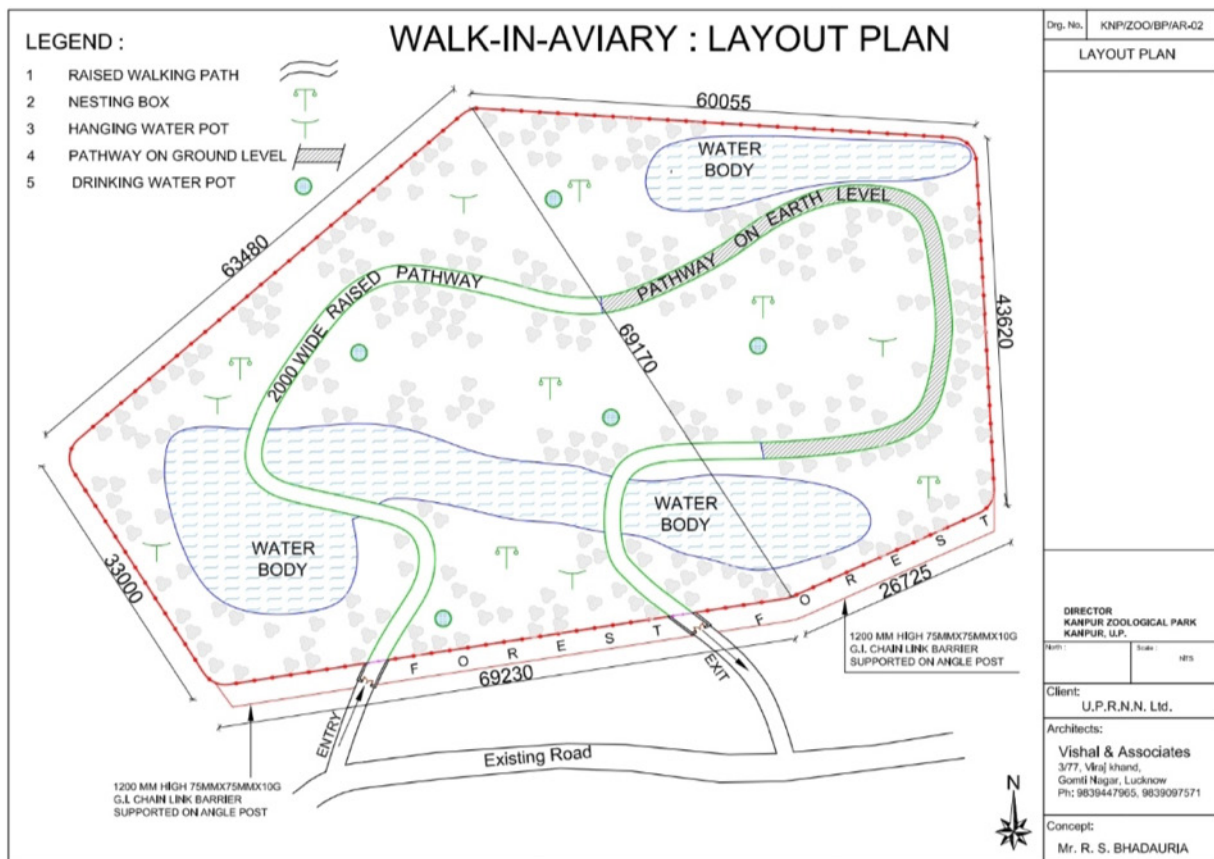 WALK-IN-AVIARY : LAYOUT PLAN
LEGEND :
1 RAISED WALKING PATH
2 NESTING BOX
3 HANGING WATER POT
4 PATHWAY ON GROUND LEVEL
5 DRINKING WATER POT
60055
63480
43620
69170
33000
26725
69230
WATER
BODY
PATHWAY ON EARTH LEVEL
2000 WIDE RAISED PATHWAY
WATER
BODY
WATER
BODY
FOREST
FOREST
ENTRY
EXIT
Existing Road
1200 MM HIGH 75MMX75MMX10G
G.I. CHAIN LINK BARRIER
SUPPORTED ON ANGLE POST
1200 MM HIGH 75MMX75MMX10G
G.I. CHAIN LINK BARRIER
SUPPORTED ON ANGLE POST
N
Drg. No. KNP/ZOO/BP/AR-02
LAYOUT PLAN
DIRECTOR
KANPUR ZOOLOGICAL PARK
KANPUR, U.P.
North : Scale :
NTS
Client:
U.P.R.N.N. Ltd.
Architects:
Vishal & Associates
3/77, Viraj khand,
Gomti Nagar, Lucknow
Ph: 9839447965, 9839097571
Concept:
Mr. R. S. BHADAURIA